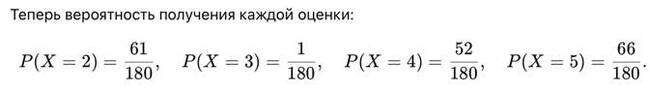 Теперь вероятность получения каждой оценки:
P(X = 2) = 61/180, P(X = 3) = 1/180, P(X = 4) = 52/180, P(X = 5) = 66/180.